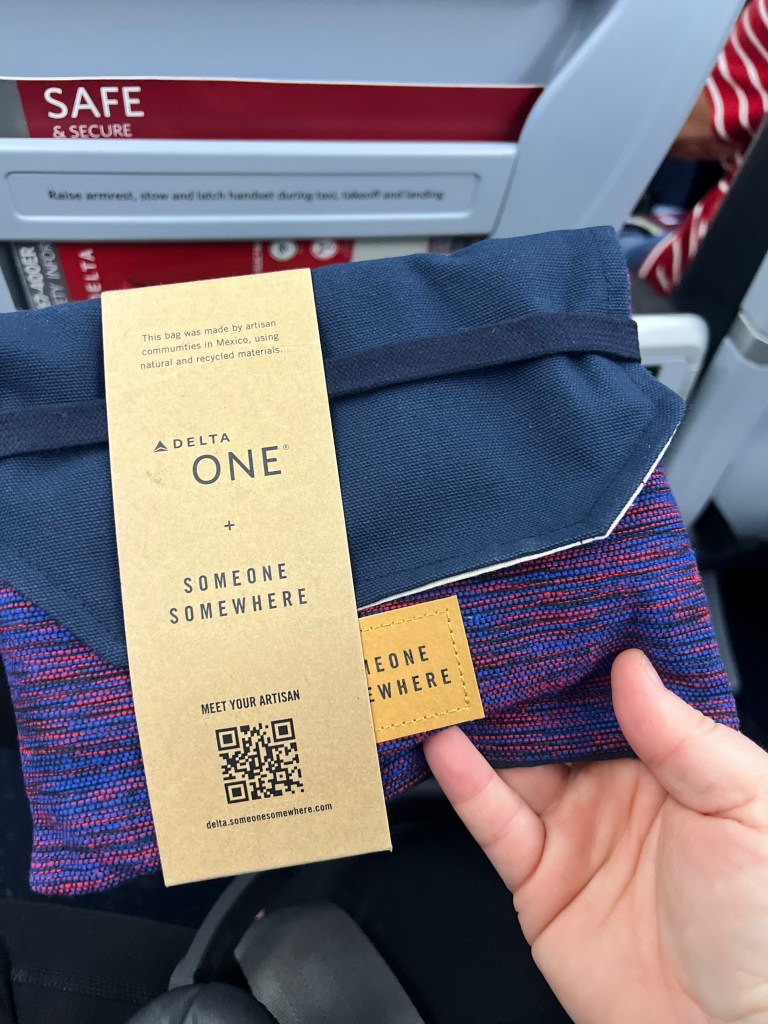 SAFE
& SECURE
Raise armrest, stow and latch handset during taxi, takeoff and landing
DELTA
This bag was made by artisan
communities in Mexico, using
natural and recycled materials.
DELTA
ONE®
+
SOMEONE
SOMEWHERE
MEONE
EWHERE
MEET YOUR ARTISAN
delta.someonesomewhere.com